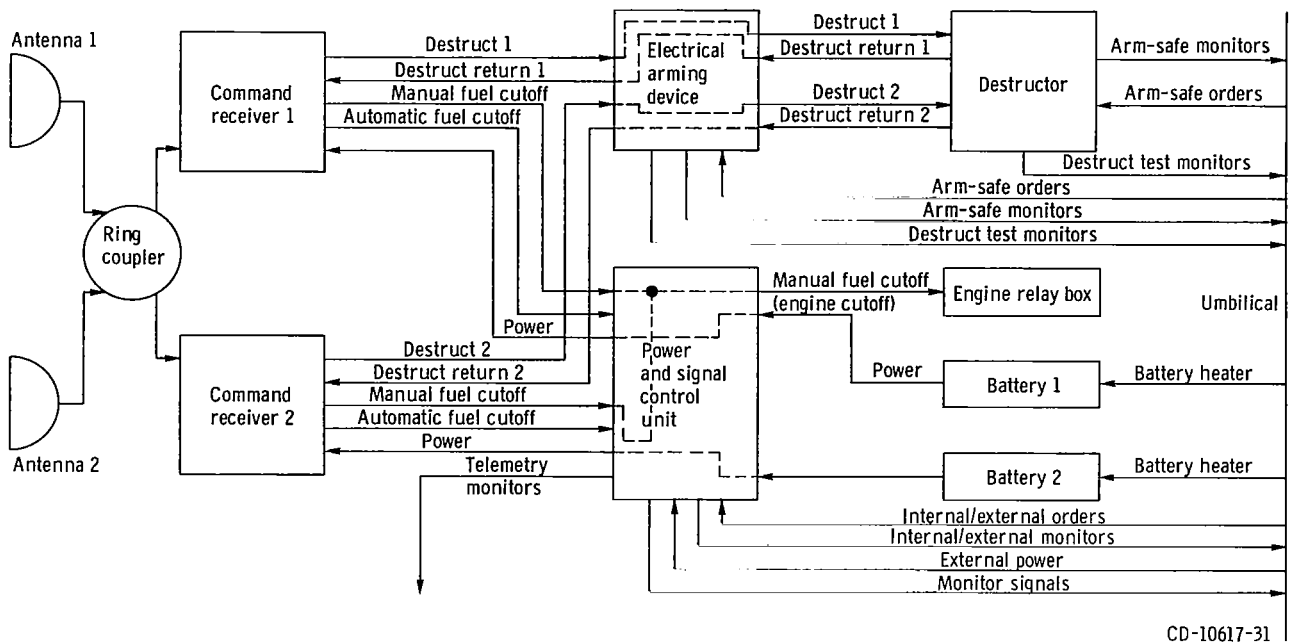 Antenna 1
Antenna 2
Ring
coupler
Command
receiver 1
Command
receiver 2
Destruct 1
Destruct return 1
Manual fuel cutoff
Automatic fuel cutoff
Power
Destruct 2
Destruct return 2
Manual fuel cutoff
Automatic fuel cutoff
Power
Telemetry
monitors
Electrical
arming
device
Destruct 1
Destruct return 1
Destruct 2
Destruct return 2
Destructor
Arm-safe monitors
Arm-safe orders
Destruct test monitors
Arm-safe orders
Arm-safe monitors
Destruct test monitors
Power
and signal
control
unit
Manual fuel cutoff
(engine cutoff)
Engine relay box
Umbilical
Power
Battery 1
Battery heater
Battery 2
Battery heater
Internal/external orders
Internal/external monitors
External power
Monitor signals
CD-10617-31